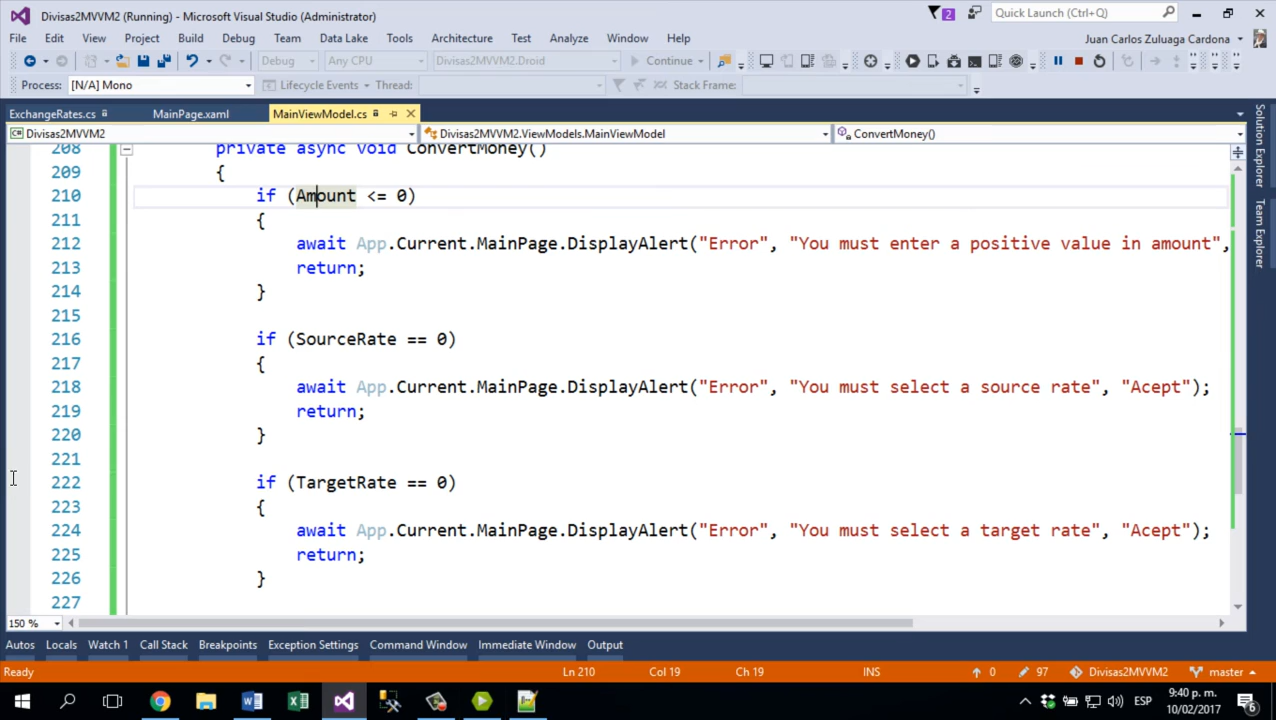 Divisas2MVVM2 (Running) - Microsoft Visual Studio (Administrator)
2
Quick Launch (Ctrl+Q)
File Edit View Project Build Debug Team Data Lake Tools Architecture Test Analyze Window Help
Juan Carlos Zuluaga Cardona
Debug Any CPU Divisas2MVVM2.Droid Continue
Process: [N/A] Mono Lifecycle Events Thread: Stack Frame:
ExchangeRates.cs MainPage.xaml MainViewModel.cs
Divisas2MVVM2 Divisas2MVVM2.ViewModels.MainViewModel ConvertMoney()
208 private async void ConvertMoney()
209 {
210 if (Amount <= 0)
211 {
212 await App.Current.MainPage.DisplayAlert("Error", "You must enter a positive value in amount",
213 return;
214 }
215
216 if (SourceRate == 0)
217 {
218 await App.Current.MainPage.DisplayAlert("Error", "You must select a source rate", "Acept");
219 return;
220 }
221
222 if (TargetRate == 0)
223 {
224 await App.Current.MainPage.DisplayAlert("Error", "You must select a target rate", "Acept");
225 return;
226 }
227
Solution Explorer
Team Explorer
150 %
Autos Locals Watch 1 Call Stack Breakpoints Exception Settings Command Window Immediate Window Output
Ready Ln 210 Col 19 Ch 19 INS 0 97 Divisas2MVVM2 master
ESP
9:40 p. m.
10/02/2017
6